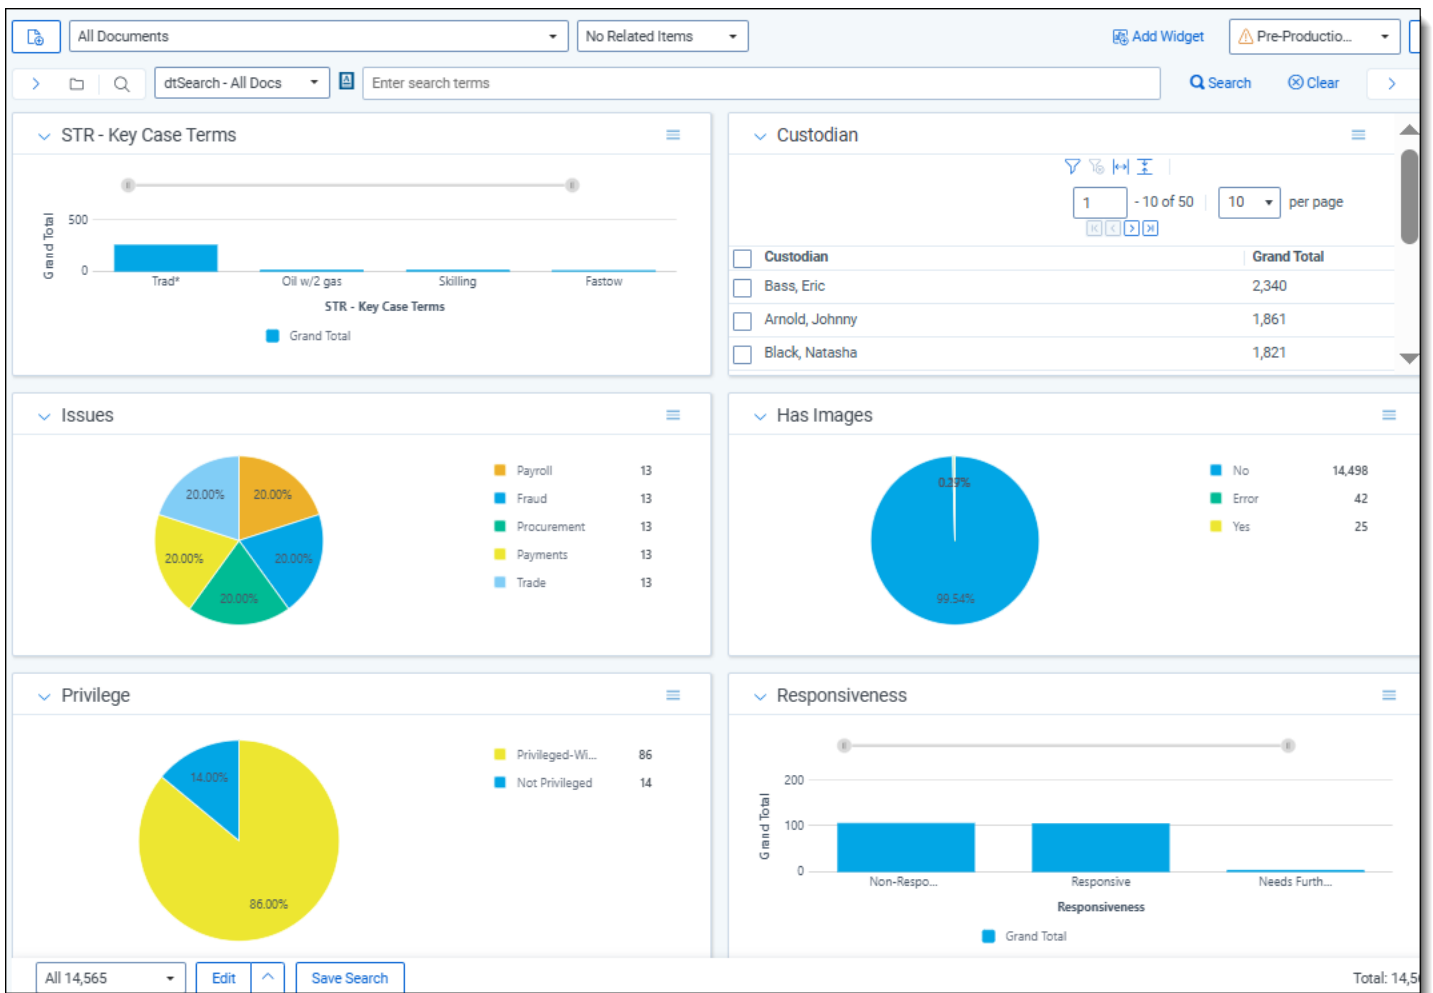 All Documents
No Related Items
Add Widget
Pre-Productio...
dtSearch - All Docs
Enter search terms
Search
Clear
STR - Key Case Terms
500
0
Grand Total
Trad*
Oil w/2 gas
Skilling
Fastow
STR - Key Case Terms
Grand Total
Custodian
1 - 10 of 50 10 per page
Custodian Grand Total
Bass, Eric 2,340
Arnold, Johnny 1,861
Black, Natasha 1,821
Issues
20.00%
20.00%
20.00%
20.00%
20.00%
Payroll 13
Fraud 13
Procurement 13
Payments 13
Trade 13
Has Images
99.54%
No 14,498
Error 42
Yes 25
Privilege
14.00%
86.00%
Privileged-Wi... 86
Not Privileged 14
Responsiveness
200
100
0
Grand Total
Non-Respo...
Responsive
Needs Furth...
Responsiveness
Grand Total
All 14,565
Edit
Save Search
Total: 14,5